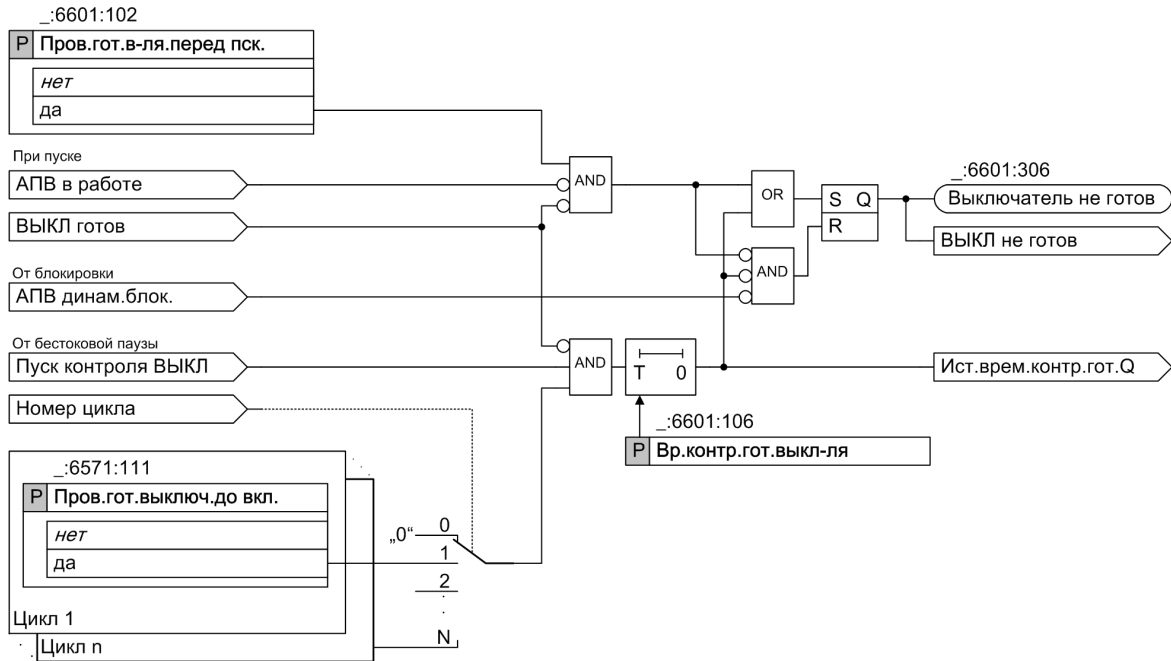 _:6601:102
P Пров.гот.в-ля.перед пск.
нет
да
При пуске
АПВ в работе
ВЫКЛ готов
AND
OR
S Q
R
_:6601:306
Выключатель не готов
ВЫКЛ не готов
От блокировки
АПВ динам.блок.
AND
От бестоковой паузы
Пуск контроля ВЫКЛ
AND
T 0
Ист.врем.контр.гот.Q
Номер цикла
_:6601:106
P Вр.контр.гот.выкл-ля
_:6571:111
P Пров.гот.выключ.до вкл.
нет
да
„0“
0
1
2
N
Цикл 1
Цикл n